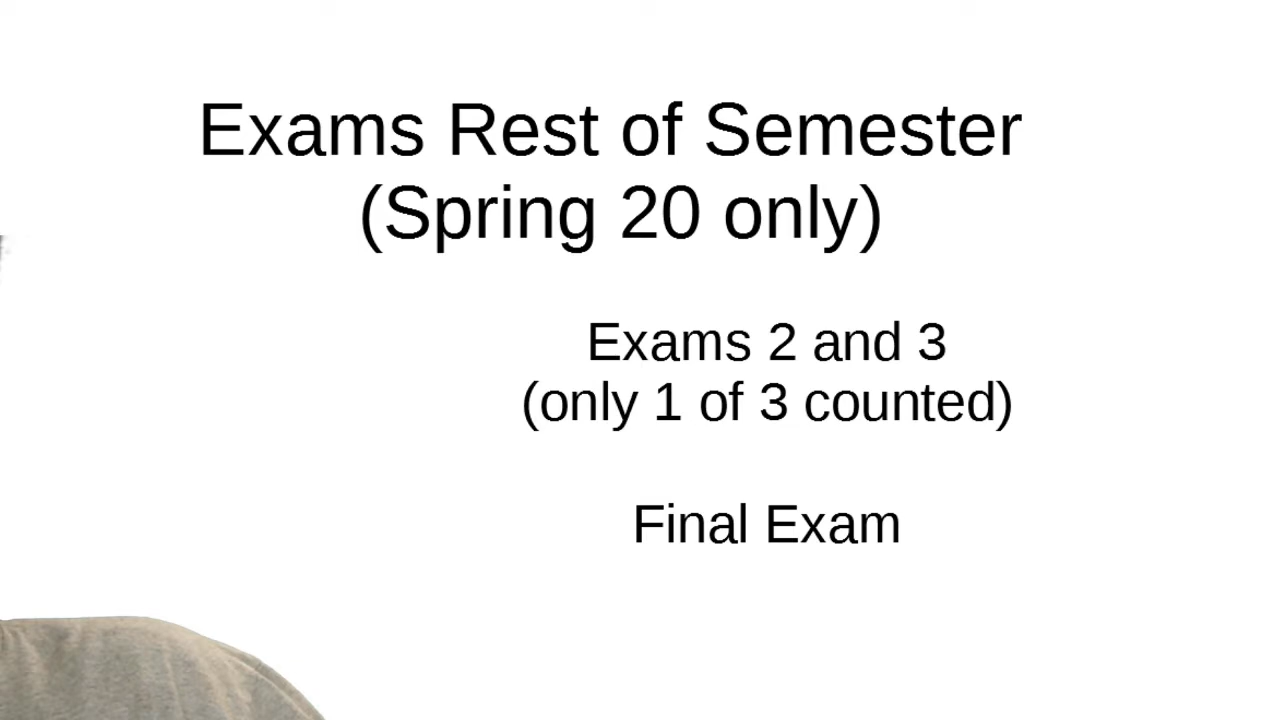 Exams Rest of Semester
(Spring 20 only)
Exams 2 and 3
(only 1 of 3 counted)
Final Exam